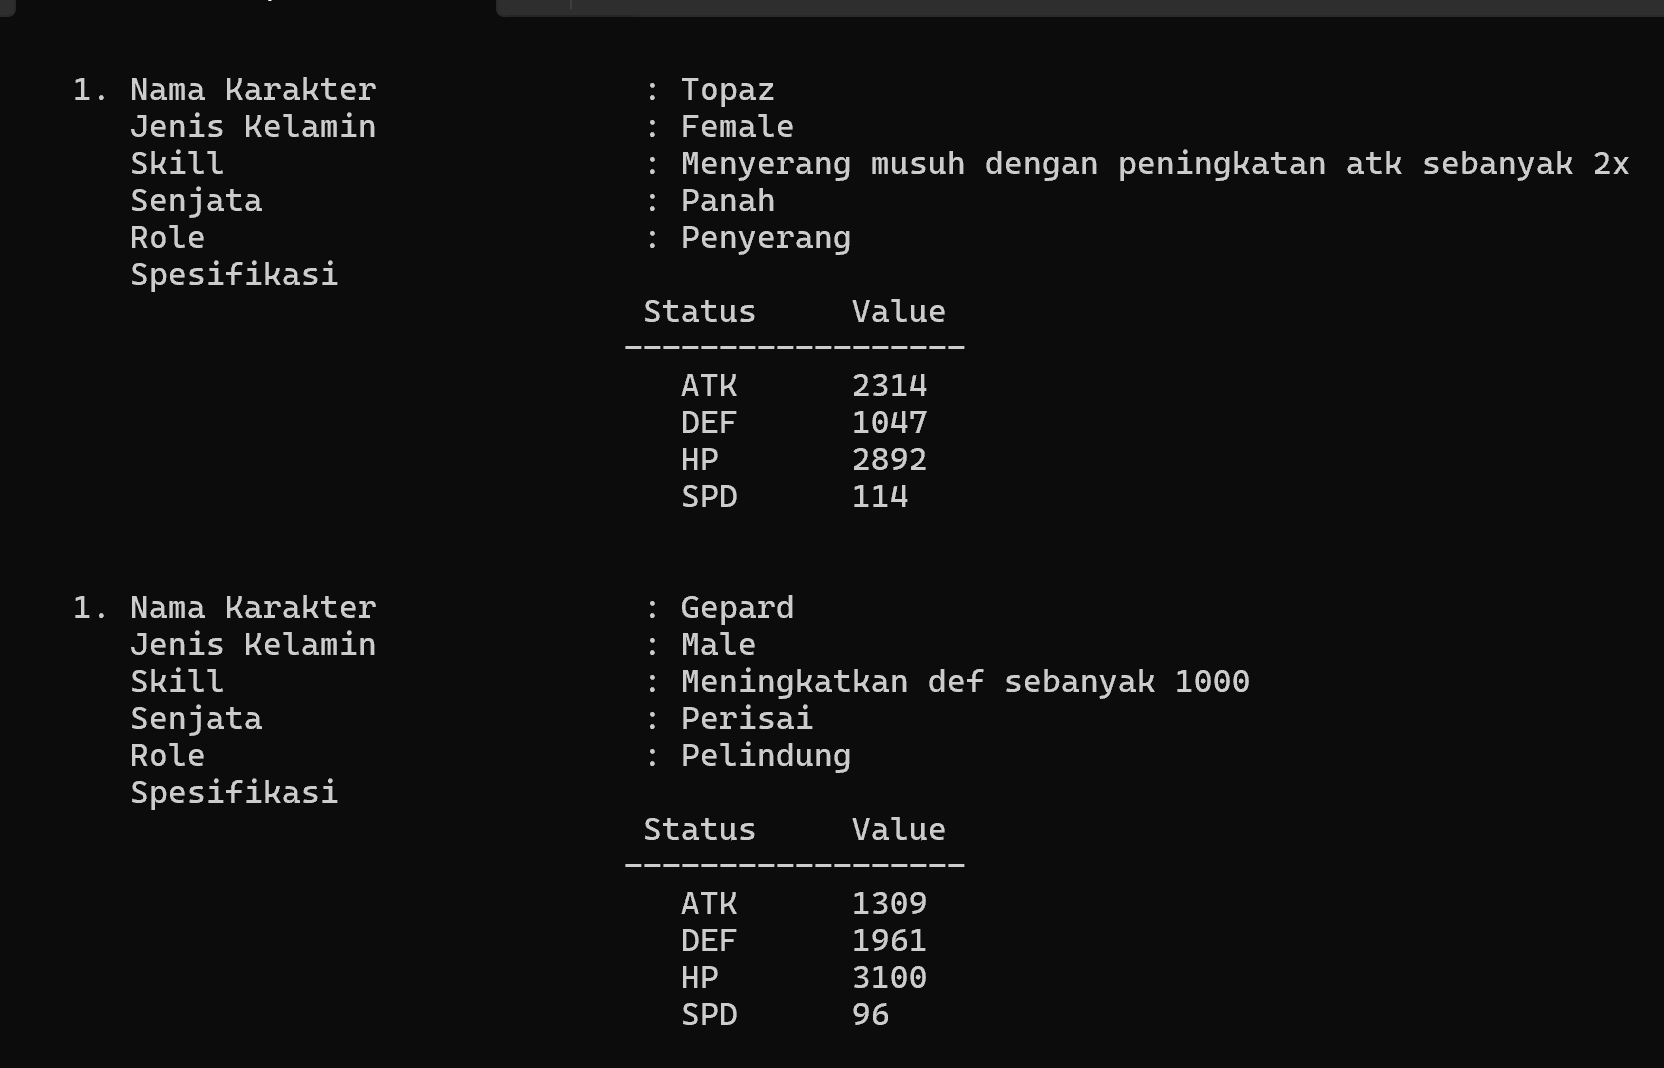 1. Nama Karakter : Topaz
Jenis Kelamin : Female
Skill : Menyerang musuh dengan peningkatan atk sebanyak 2x
Senjata : Panah
Role : Penyerang
Spesifikasi
Status Value
------------------
ATK 2314
DEF 1047
HP 2892
SPD 114
1. Nama Karakter : Gepard
Jenis Kelamin : Male
Skill : Meningkatkan def sebanyak 1000
Senjata : Perisai
Role : Pelindung
Spesifikasi
Status Value
------------------
ATK 1309
DEF 1961
HP 3100
SPD 96